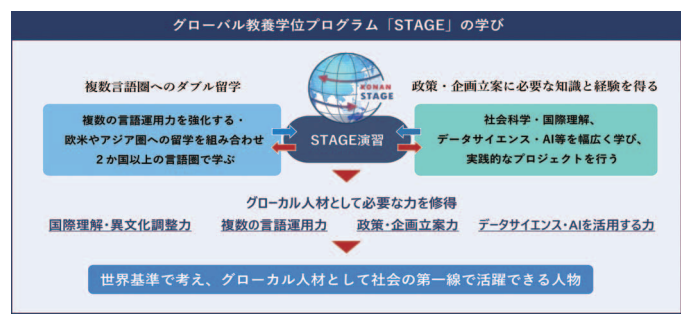 グローバル教養学位プログラム「STAGE」の学び
複数言語圏へのダブル留学
KONAN
STAGE
政策・企画立案に必要な知識と経験を得る
複数の言語運用力を強化する・
欧米やアジア圏への留学を組み合わせ
２か国以上の言語圏で学ぶ
STAGE演習
社会科学・国際理解、
データサイエンス・AI等を幅広く学び、
実践的なプロジェクトを行う
グローカル人材として必要な力を修得
国際理解・異文化調整力 複数の言語運用力 政策・企画立案力 データサイエンス・AIを活用する力
世界基準で考え、グローカル人材として社会の第一線で活躍できる人物